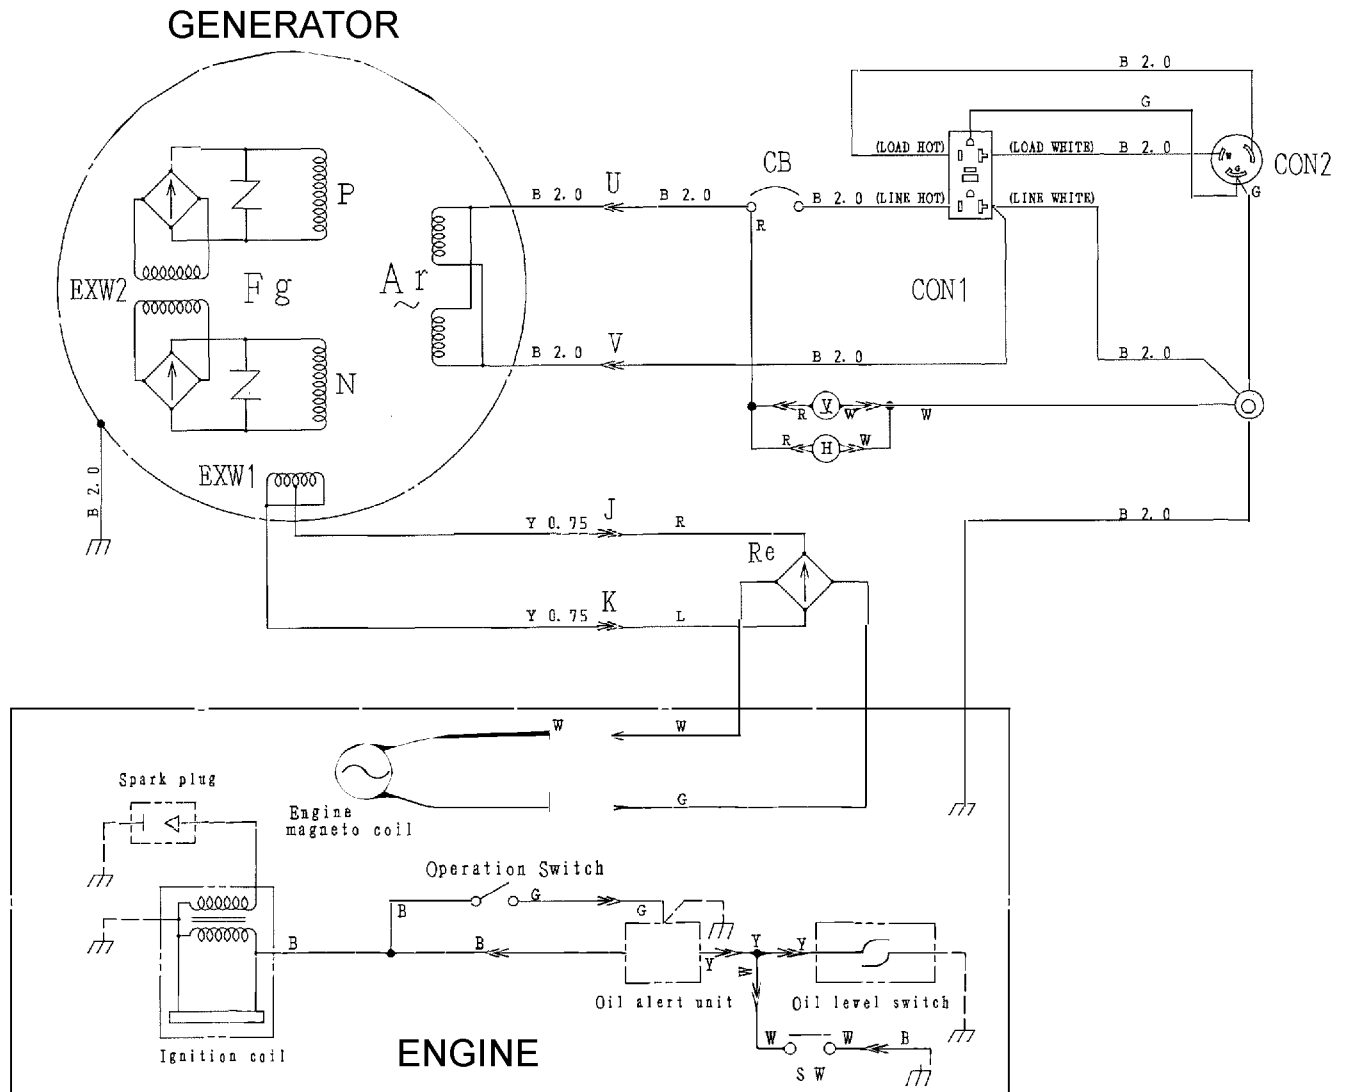 GENERATOR
B 2.0
G
(LOAD HOT)
(LOAD WHITE)
B 2.0
W
G
CON2
CB
P
U
B 2.0
B 2.0
B 2.0
(LINE HOT)
(LINE WHITE)
G
R
EXW2
Fg
Ar
CON1
V
B 2.0
B 2.0
B 2.0
N
R
V
W
W
R
H
W
EXW1
B 2.0
J
Y 0.75
R
B 2.0
Re
K
Y 0.75
L
W
W
Spark plug
G
Engine
magneto coil
Operation Switch
B
G
G
B
B
Y
Y
Y
W
Oil alert unit
Oil level switch
Ignition coil
ENGINE
W
W
B
SW